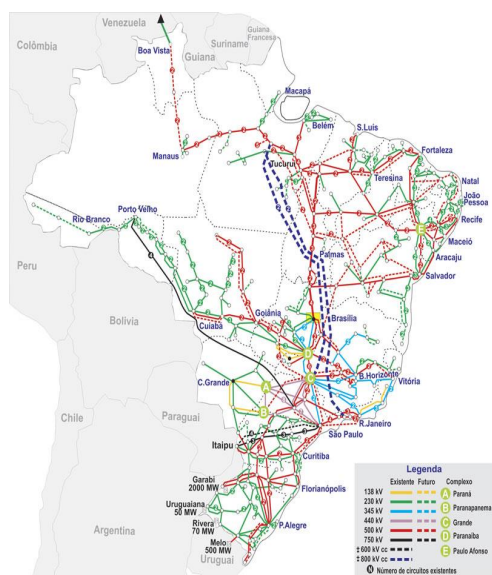 Venezuela
Colômbia
Boa Vista
Guiana
Suriname
Guiana
Francesa
Macapá
Belém
S.Luís
Fortaleza
Manaus
Tucuruí
Teresina
Natal
João
Pessoa
Recife
E
Maceió
Aracaju
Salvador
Porto Velho
Rio Branco
Peru
Palmas
Bolívia
Cuiabá
Goiânia
Brasília
D
C
B.Horizonte
Vitória
C.Grande
A
B
Paraguai
Chile
R.Janeiro
São Paulo
Itaipu
Curitiba
Garabi
2000 MW
Florianópolis
Uruguaiana
50 MW
Rivera
70 MW
P.Alegre
Melo
500 MW
Argentina
Uruguai
Legenda
Existente Futuro Complexo
138 kV A Paraná
230 kV B Paranapanema
345 kV C Grande
440 kV D Paranaíba
500 kV E Paulo Afonso
750 kV
±600 kV cc
±800 kV cc
N Número de circuitos existentes